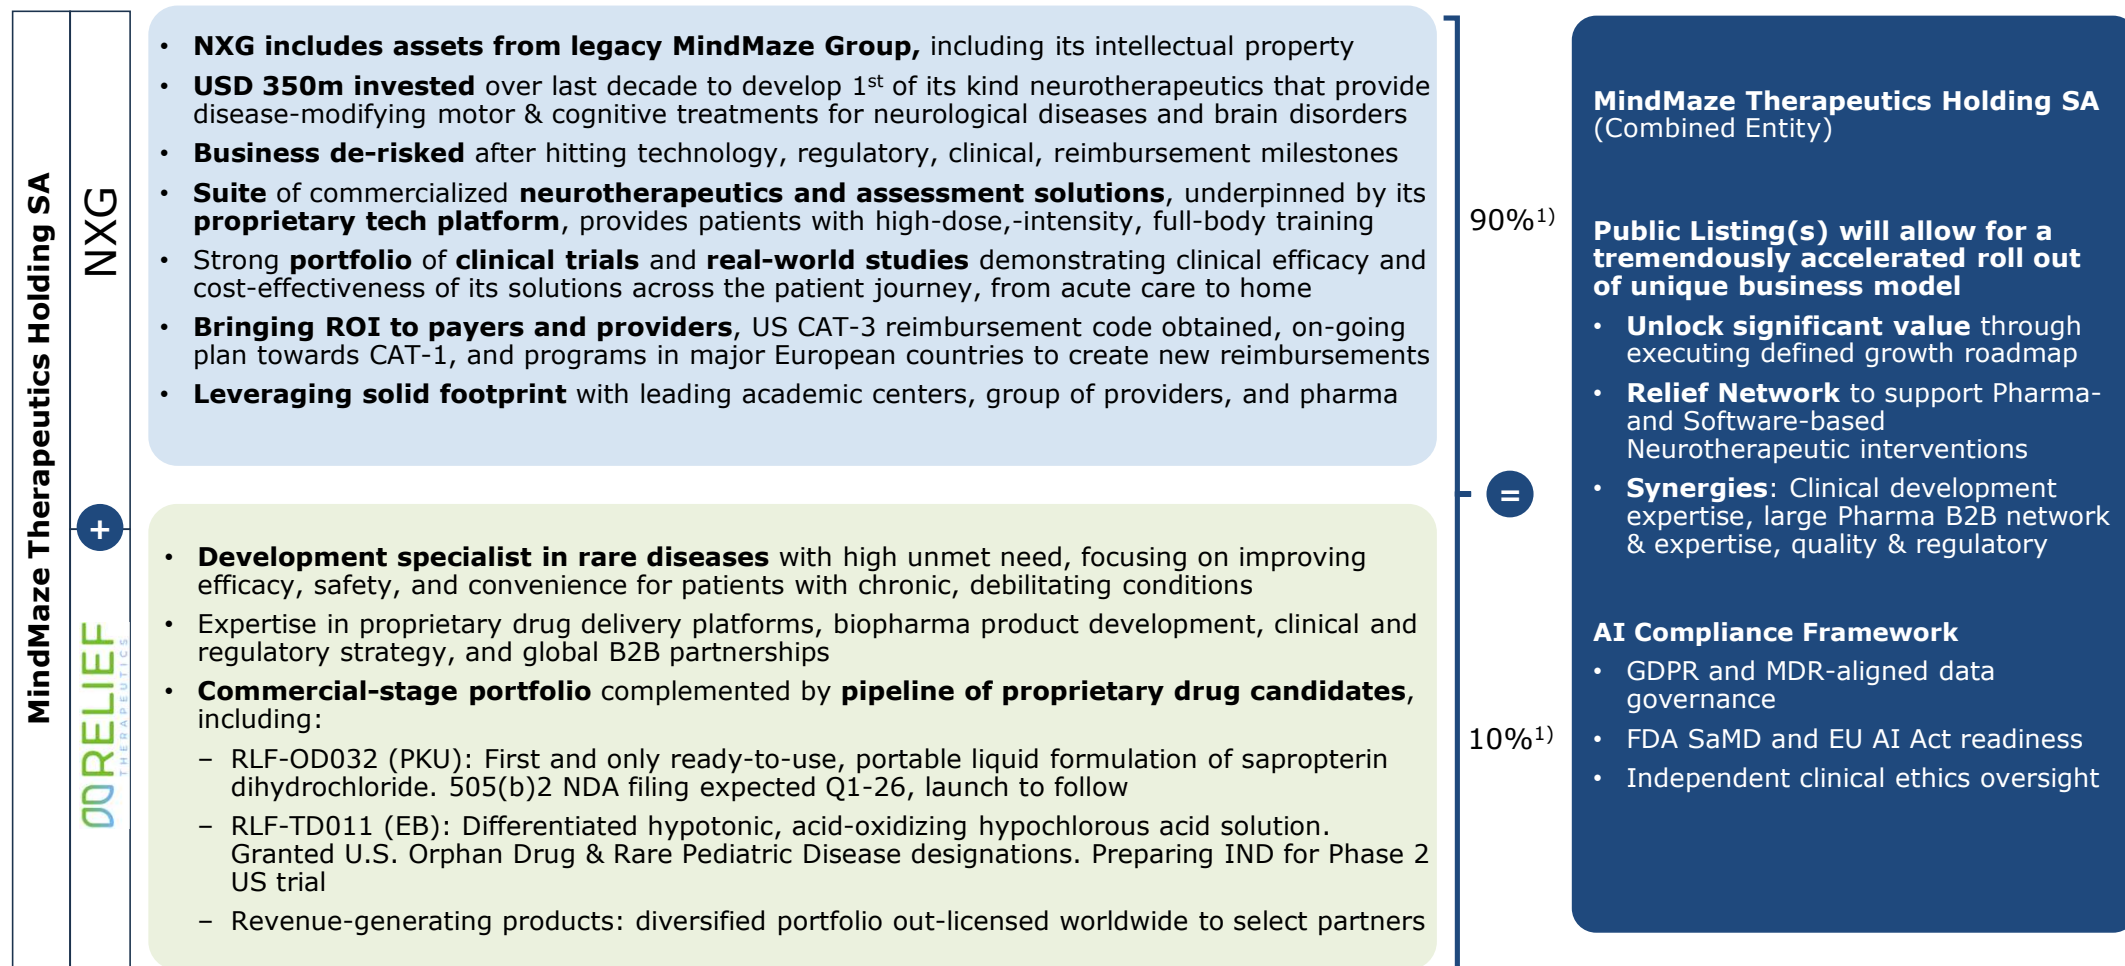 MindMaze Therapeutics Holding SA
NXG
• NXG includes assets from legacy MindMaze Group, including its intellectual property
• USD 350m invested over last decade to develop 1st of its kind neurotherapeutics that provide
disease-modifying motor & cognitive treatments for neurological diseases and brain disorders
• Business de-risked after hitting technology, regulatory, clinical, reimbursement milestones
• Suite of commercialized neurotherapeutics and assessment solutions, underpinned by its
proprietary tech platform, provides patients with high-dose,-intensity, full-body training
• Strong portfolio of clinical trials and real-world studies demonstrating clinical efficacy and
cost-effectiveness of its solutions across the patient journey, from acute care to home
• Bringing ROI to payers and providers, US CAT-3 reimbursement code obtained, on-going
plan towards CAT-1, and programs in major European countries to create new reimbursements
• Leveraging solid footprint with leading academic centers, group of providers, and pharma
90%1)
+
RELIEF
THERAPEUTICS
• Development specialist in rare diseases with high unmet need, focusing on improving
efficacy, safety, and convenience for patients with chronic, debilitating conditions
• Expertise in proprietary drug delivery platforms, biopharma product development, clinical and
regulatory strategy, and global B2B partnerships
• Commercial-stage portfolio complemented by pipeline of proprietary drug candidates,
including:
– RLF-OD032 (PKU): First and only ready-to-use, portable liquid formulation of sapropterin
dihydrochloride. 505(b)2 NDA filing expected Q1-26, launch to follow
– RLF-TD011 (EB): Differentiated hypotonic, acid-oxidizing hypochlorous acid solution.
Granted U.S. Orphan Drug & Rare Pediatric Disease designations. Preparing IND for Phase 2
US trial
– Revenue-generating products: diversified portfolio out-licensed worldwide to select partners
10%1)
=
MindMaze Therapeutics Holding SA
(Combined Entity)
Public Listing(s) will allow for a
tremendously accelerated roll out
of unique business model
• Unlock significant value through
executing defined growth roadmap
• Relief Network to support Pharma-
and Software-based
Neurotherapeutic interventions
• Synergies: Clinical development
expertise, large Pharma B2B network
& expertise, quality & regulatory
AI Compliance Framework
• GDPR and MDR-aligned data
governance
• FDA SaMD and EU AI Act readiness
• Independent clinical ethics oversight